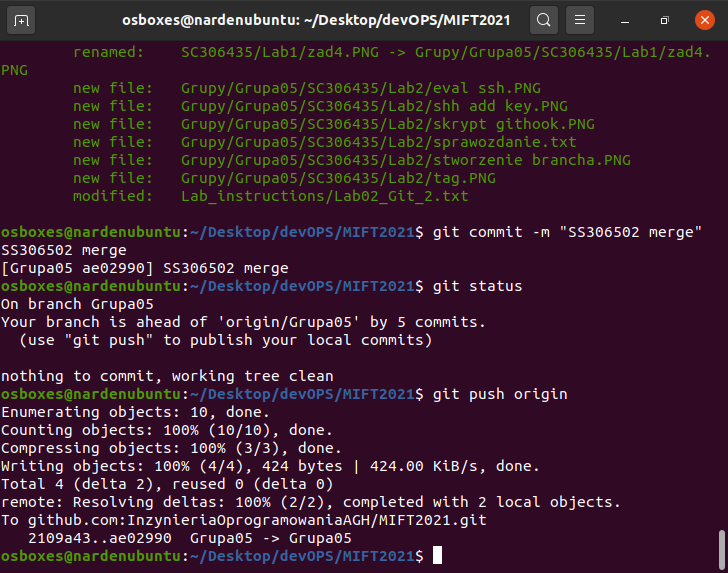 osboxes@nardenubuntu: ~/Desktop/devOPS/MIFT2021
renamed:    SC306435/Lab1/zad4.PNG -> Grupy/Grupa05/SC306435/Lab1/zad4.
PNG
new file:   Grupy/Grupa05/SC306435/Lab2/eval ssh.PNG
new file:   Grupy/Grupa05/SC306435/Lab2/shh add key.PNG
new file:   Grupy/Grupa05/SC306435/Lab2/skrypt githook.PNG
new file:   Grupy/Grupa05/SC306435/Lab2/sprawozdanie.txt
new file:   Grupy/Grupa05/SC306435/Lab2/stworzenie brancha.PNG
new file:   Grupy/Grupa05/SC306435/Lab2/tag.PNG
modified:   Lab_instructions/Lab02_Git_2.txt
osboxes@nardenubuntu:~/Desktop/devOPS/MIFT2021$ git commit -m "SS306502 merge"
SS306502 merge
[Grupa05 ae02990] SS306502 merge
osboxes@nardenubuntu:~/Desktop/devOPS/MIFT2021$ git status
On branch Grupa05
Your branch is ahead of 'origin/Grupa05' by 5 commits.
(use "git push" to publish your local commits)
nothing to commit, working tree clean
osboxes@nardenubuntu:~/Desktop/devOPS/MIFT2021$ git push origin
Enumerating objects: 10, done.
Counting objects: 100% (10/10), done.
Compressing objects: 100% (3/3), done.
Writing objects: 100% (4/4), 424 bytes | 424.00 KiB/s, done.
Total 4 (delta 2), reused 0 (delta 0)
remote: Resolving deltas: 100% (2/2), completed with 2 local objects.
To github.com:InzynieriaOprogramowaniaAGH/MIFT2021.git
2109a43..ae02990  Grupa05 -> Grupa05
osboxes@nardenubuntu:~/Desktop/devOPS/MIFT2021$